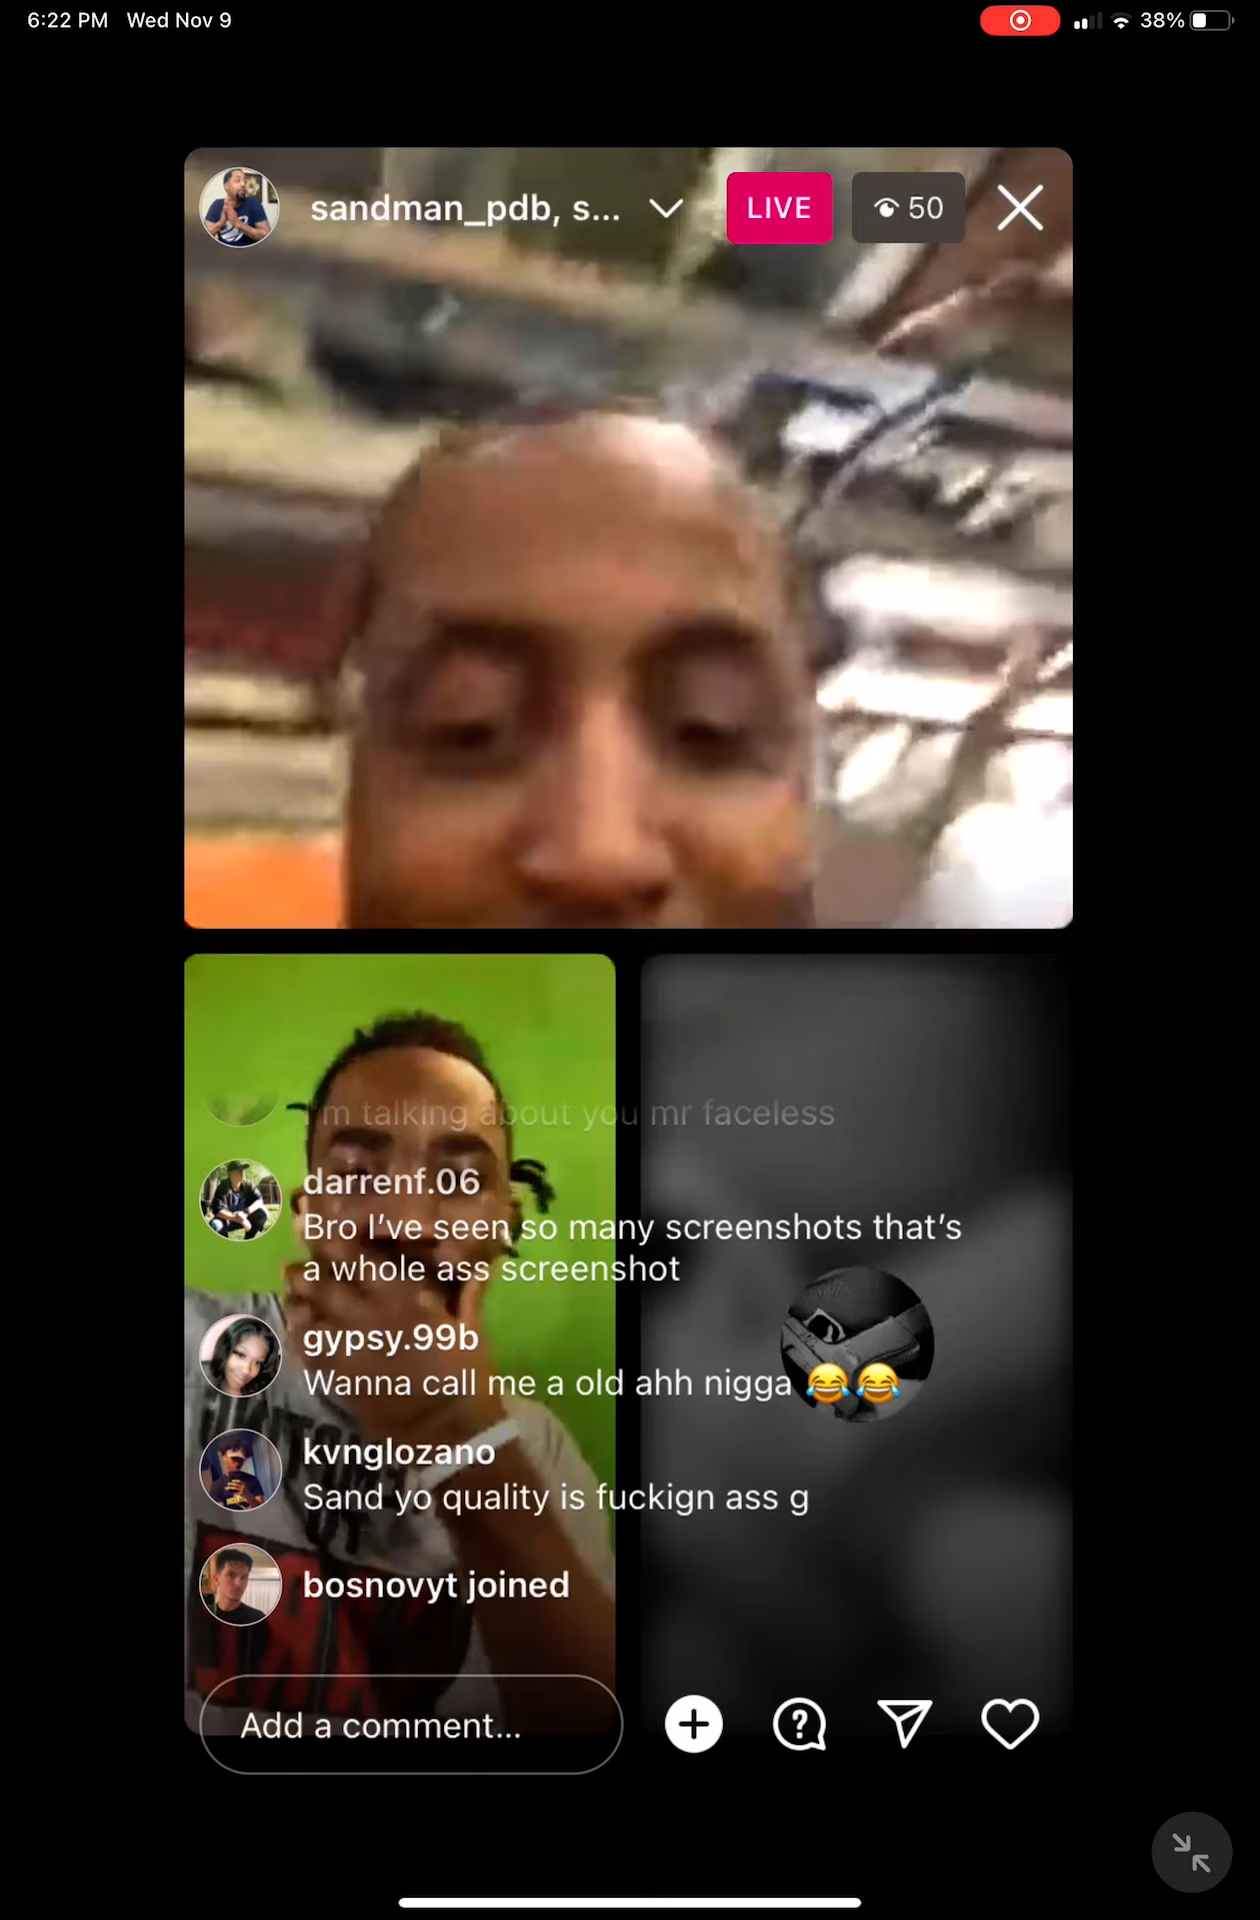 6:22 PM Wed Nov 9
38%
sandman_pdb, s...
LIVE
50
I'm talking about you mr faceless
darrenf.06
Bro I've seen so many screenshots that's
a whole ass screenshot
gypsy.99b
Wanna call me a old ahh nigga 😂😂
kvnglozano
Sand yo quality is fuckign ass g
bosnovyt joined
Add a comment...